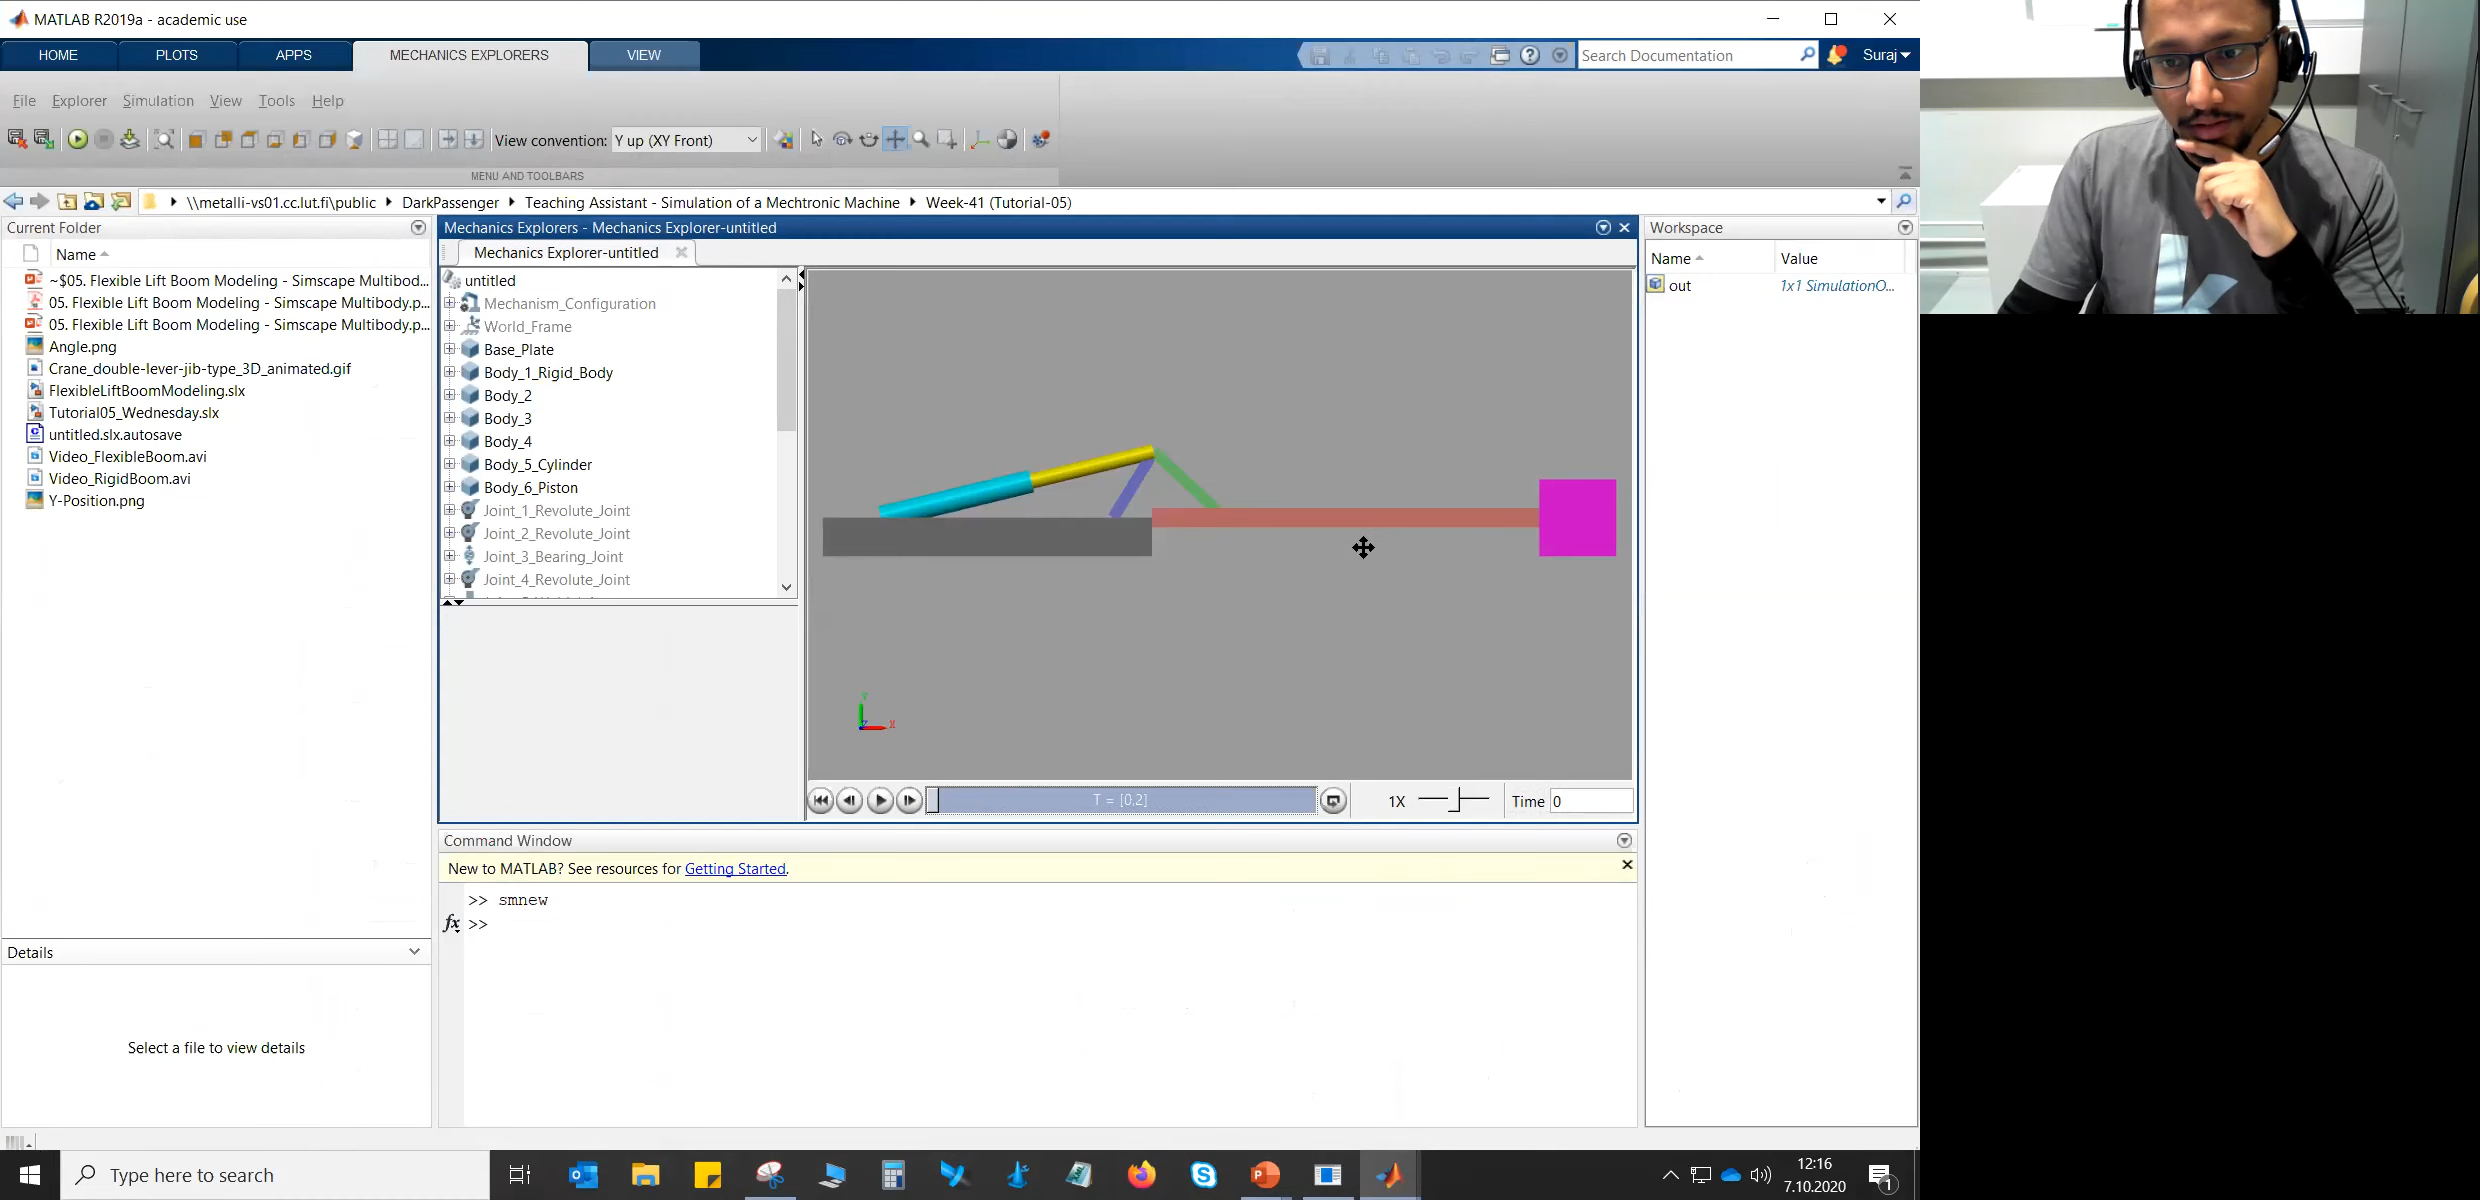 MATLAB R2019a - academic use
HOME PLOTS APPS MECHANICS EXPLORERS VIEW
Search Documentation
Suraj
File Explorer Simulation View Tools Help
View convention: Y up (XY Front)
MENU AND TOOLBARS
\\metalli-vs01.cc.lut.fi\public DarkPassenger Teaching Assistant - Simulation of a Mechtronic Machine Week-41 (Tutorial-05)
Current Folder
Name
~$05. Flexible Lift Boom Modeling - Simscape Multibod...
05. Flexible Lift Boom Modeling - Simscape Multibody.p...
05. Flexible Lift Boom Modeling - Simscape Multibody.p...
Angle.png
Crane_double-lever-jib-type_3D_animated.gif
FlexibleLiftBoomModeling.slx
Tutorial05_Wednesday.slx
untitled.slx.autosave
Video_FlexibleBoom.avi
Video_RigidBoom.avi
Y-Position.png
Details
Select a file to view details
Mechanics Explorers - Mechanics Explorer-untitled
Mechanics Explorer-untitled
untitled
Mechanism_Configuration
World_Frame
Base_Plate
Body_1_Rigid_Body
Body_2
Body_3
Body_4
Body_5_Cylinder
Body_6_Piston
Joint_1_Revolute_Joint
Joint_2_Revolute_Joint
Joint_3_Bearing_Joint
Joint_4_Revolute_Joint
Y
X
T = [0,2]
1X
Time 0
Command Window
New to MATLAB? See resources for Getting Started.
>> smnew
fx >>
Workspace
Name Value
out 1x1 SimulationO...
Type here to search
12:16
7.10.2020
1